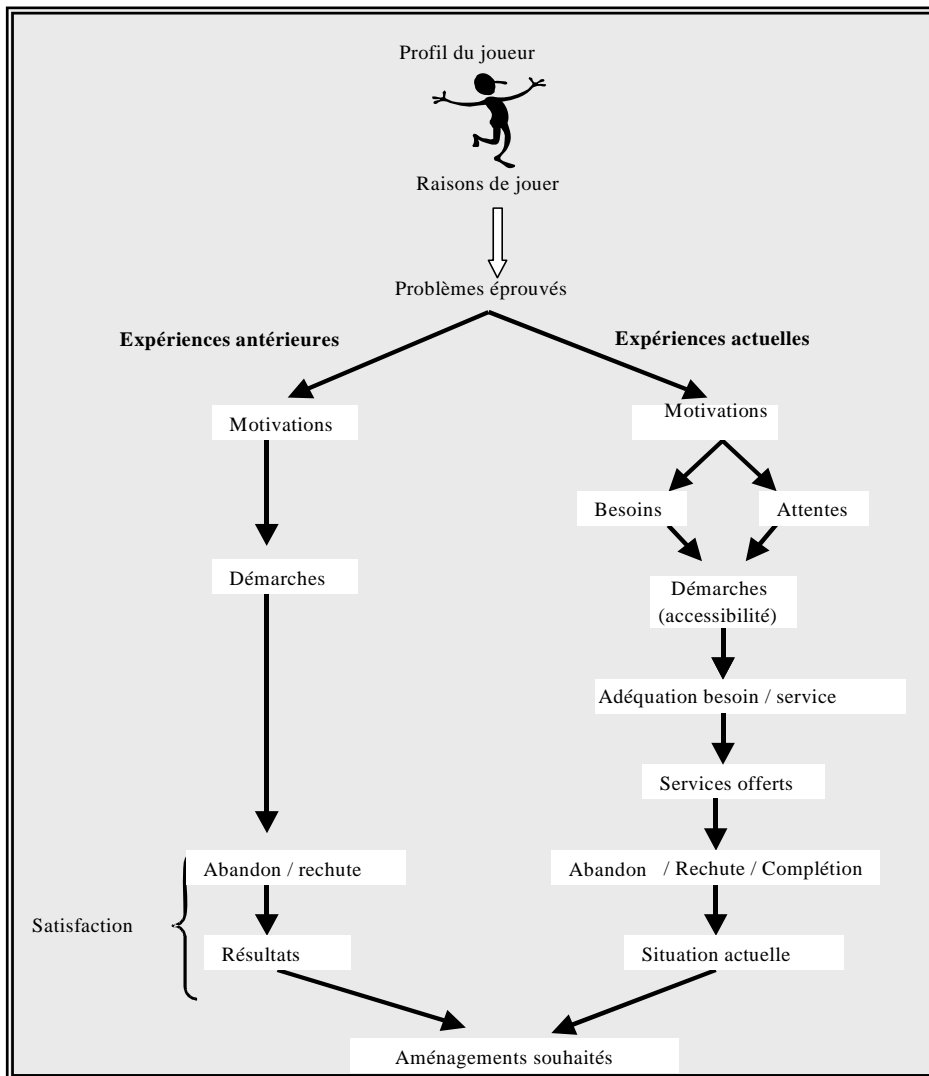 Profil du joueur
Raisons de jouer
Problèmes éprouvés
Expériences antérieures
Expériences actuelles
Motivations
Motivations
Besoins
Attentes
Démarches
Démarches
(accessibilité)
Adéquation besoin / service
Services offerts
Abandon / rechute
Abandon / Rechute / Complétion
Satisfaction
Résultats
Situation actuelle
Aménagements souhaités